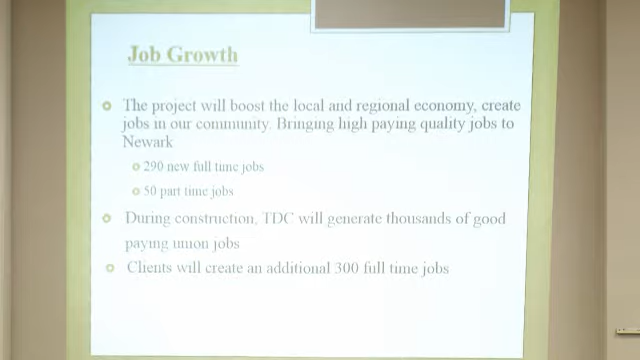 Job Growth
The project will boost the local and regional economy, create
jobs in our community. Bringing high paying quality jobs to
Newark
290 new full time jobs
50 part time jobs
During construction, TDC will generate thousands of good
paying union jobs
Clients will create an additional 300 full time jobs